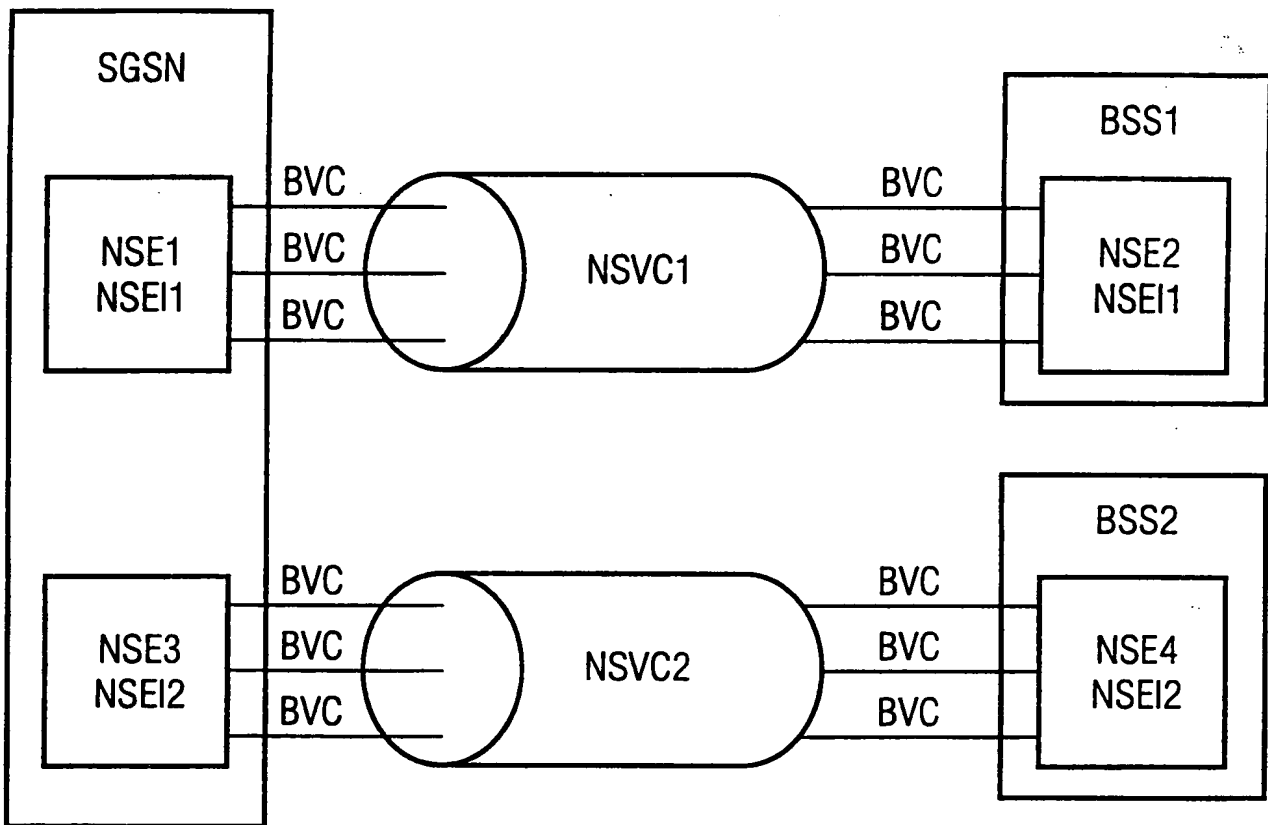 SGSN
BSS1
BVC
BVC
BVC
NSE1
NSEI1
NSVC1
BVC
BVC
BVC
NSE2
NSEI1
BSS2
BVC
BVC
BVC
NSE3
NSEI2
NSVC2
BVC
BVC
BVC
NSE4
NSEI2